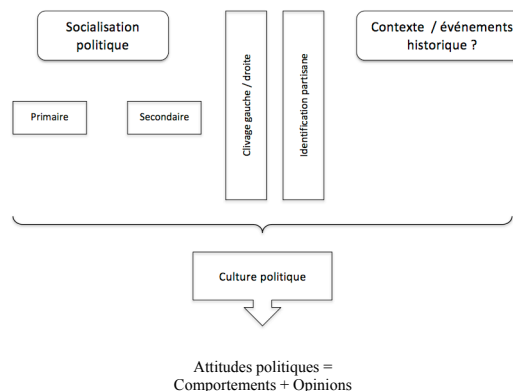 Socialisation
politique
Contexte / événements
historique ?
Primaire
Secondaire
Clivage gauche / droite
Identification partisane
Culture politique
Attitudes politiques =
Comportements + Opinions